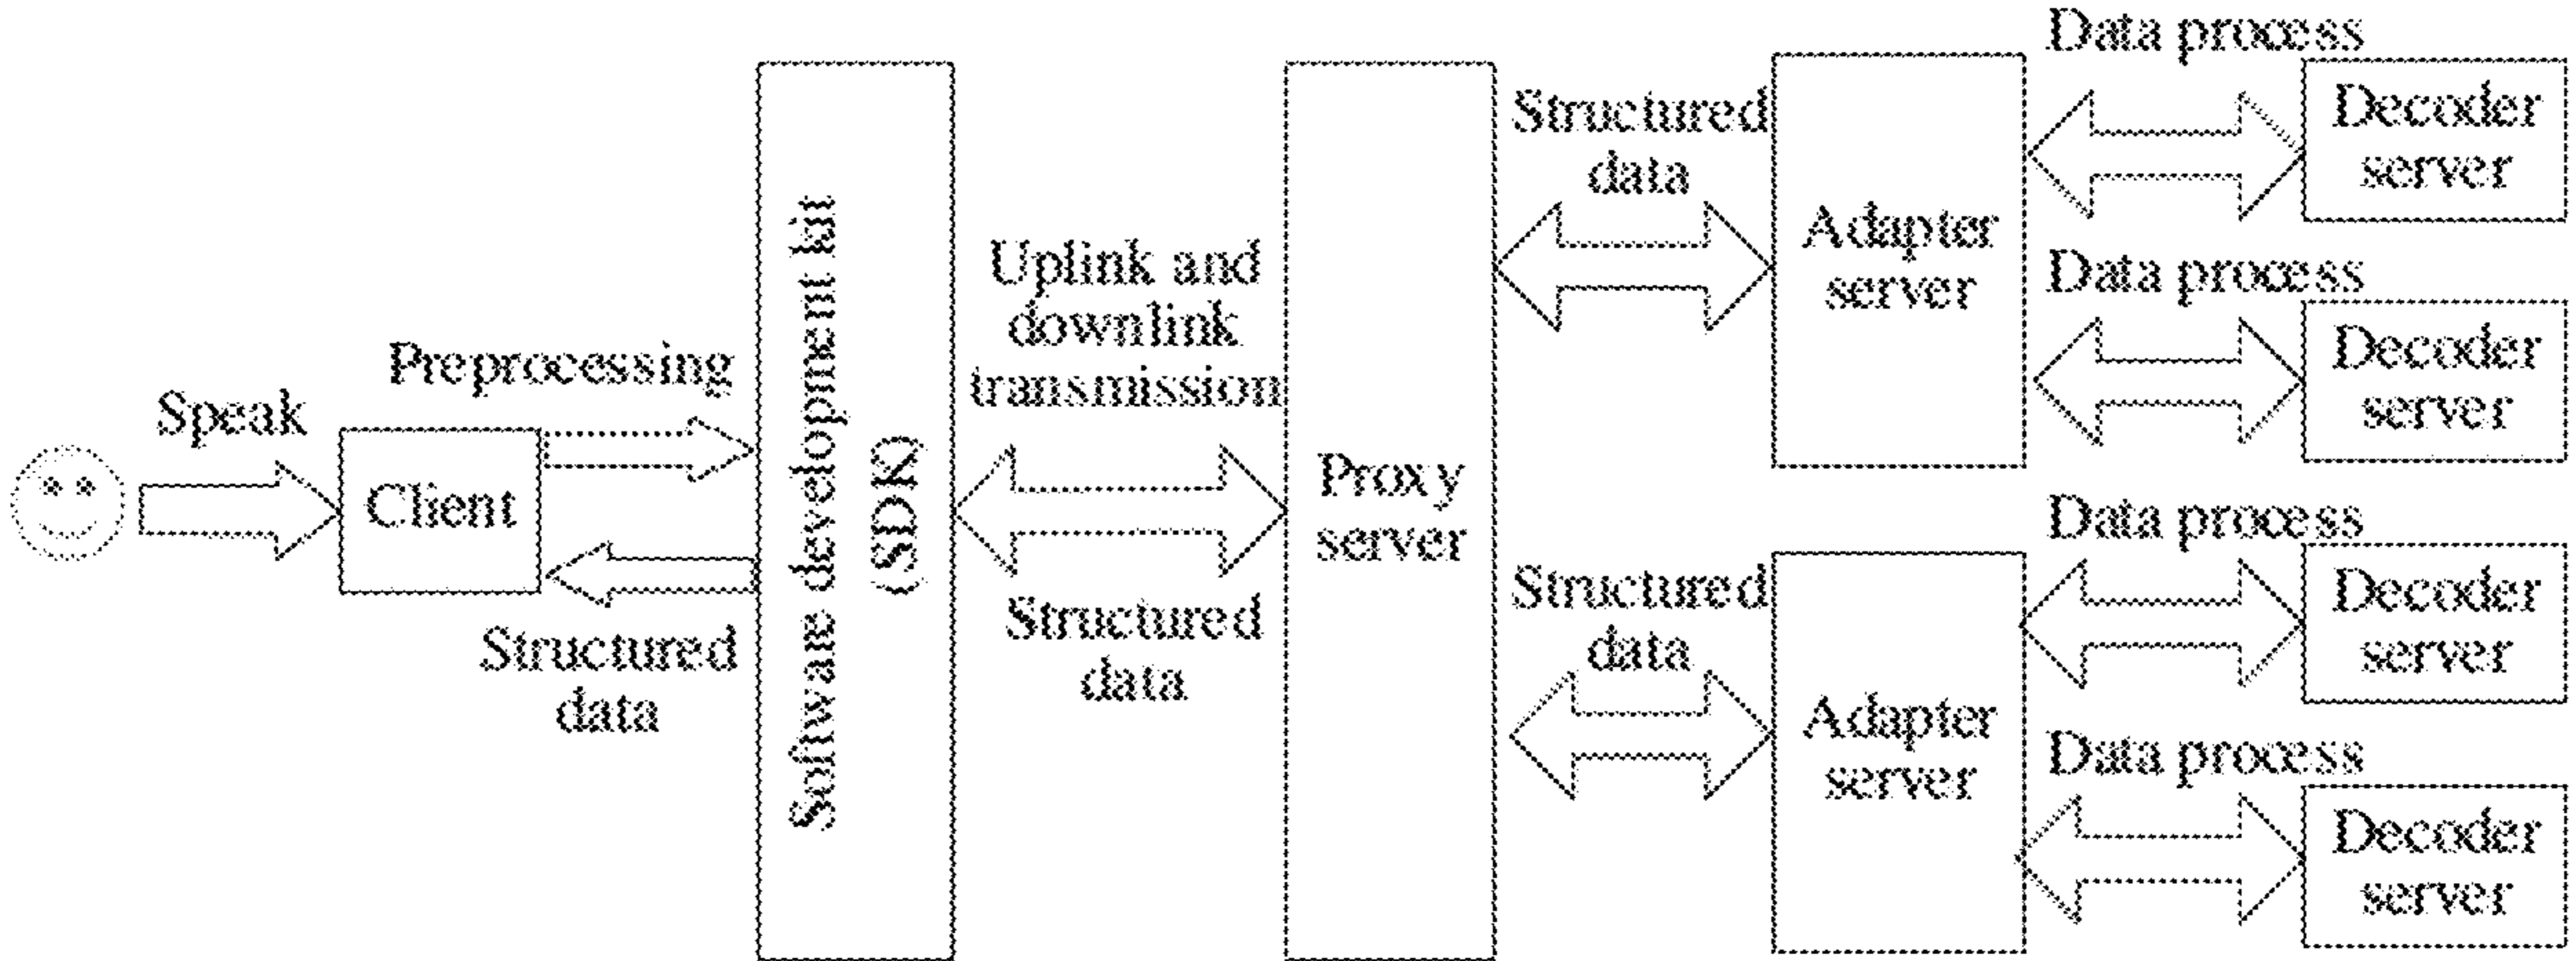 Speak
Client
Preprocessing
Structured
data
Software development kit
(SDK)
Uplink and
downlink
transmission
Structured
data
Proxy
server
Structured
data
Structured
data
Adapter
server
Adapter
server
Data process
Decoder
server
Data process
Decoder
server
Data process
Decoder
server
Data process
Decoder
server